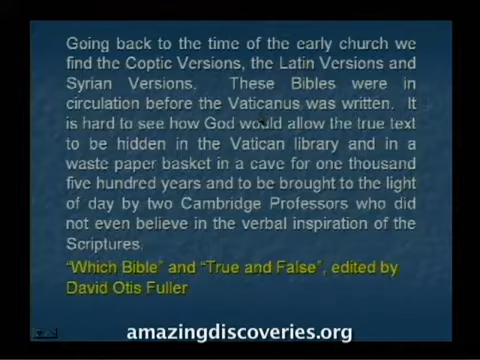 Going back to the time of the early church we
find the Coptic Versions, the Latin Versions and
Syrian Versions. These Bibles were in
circulation before the Vaticanus was written. It
is hard to see how God would allow the true text
to be hidden in the Vatican library and in a
waste paper basket in a cave for one thousand
five hundred years and to be brought to the light
of day by two Cambridge Professors who did
not even believe in the verbal inspiration of the
Scriptures.
“Which Bible” and “True and False”, edited by
David Otis Fuller
amazingdiscoveries.org